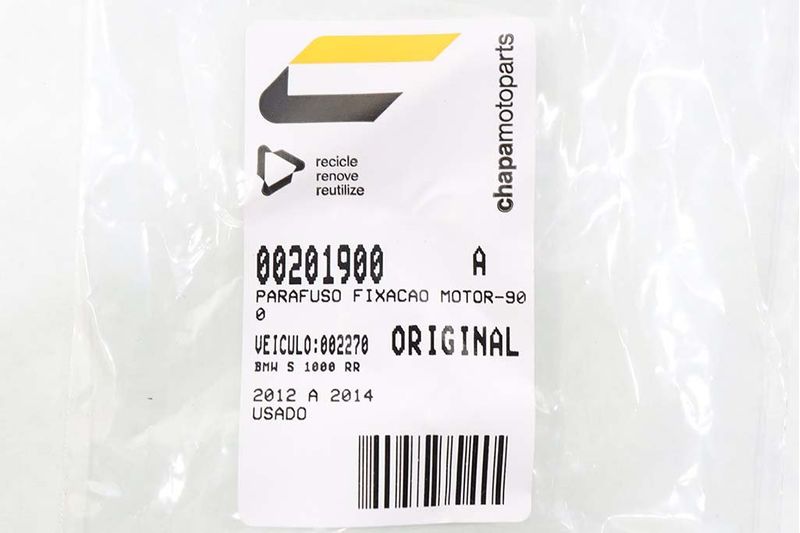 chapamotoparts
recicle
renove
reutilize
00201900 A
PARAFUSO FIXACAO MOTOR-90
0
VEICULO:002270 ORIGINAL
BMW S 1000 RR
2012 A 2014
USADO